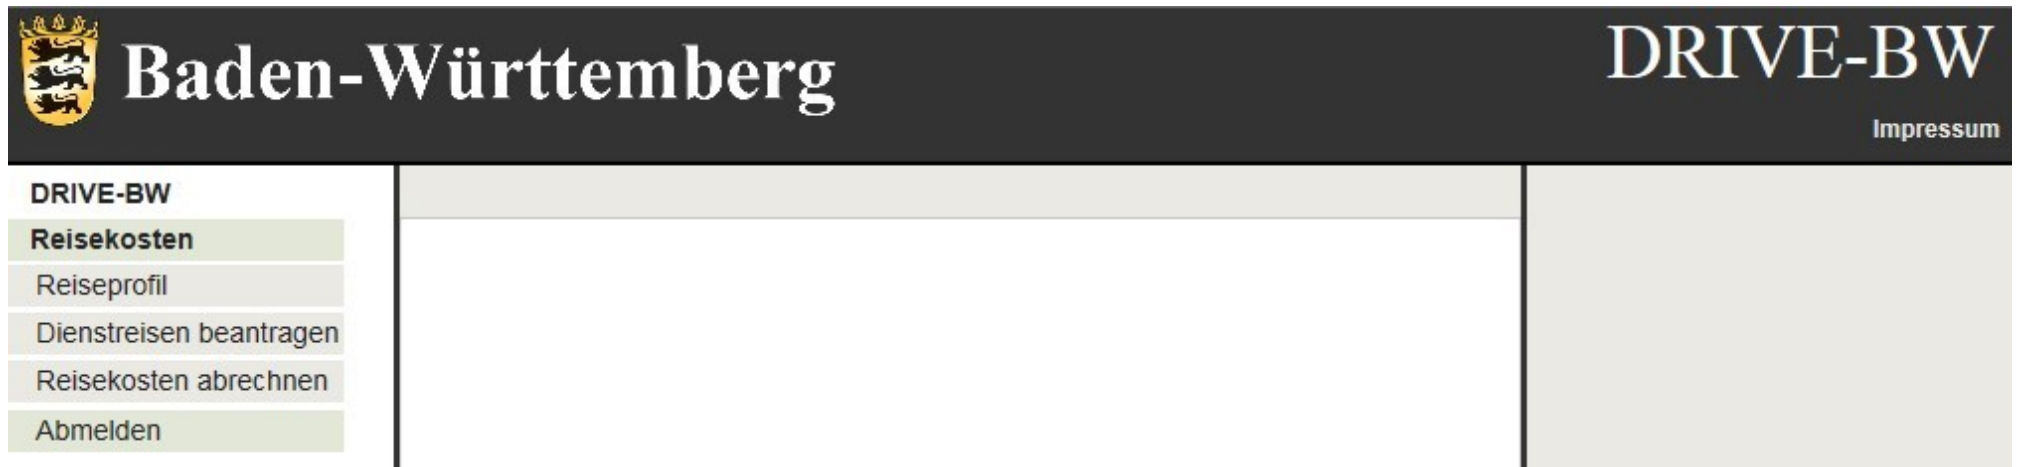 Baden-Württemberg
DRIVE-BW
Impressum
DRIVE-BW
Reisekosten
Reiseprofil
Dienstreisen beantragen
Reisekosten abrechnen
Abmelden